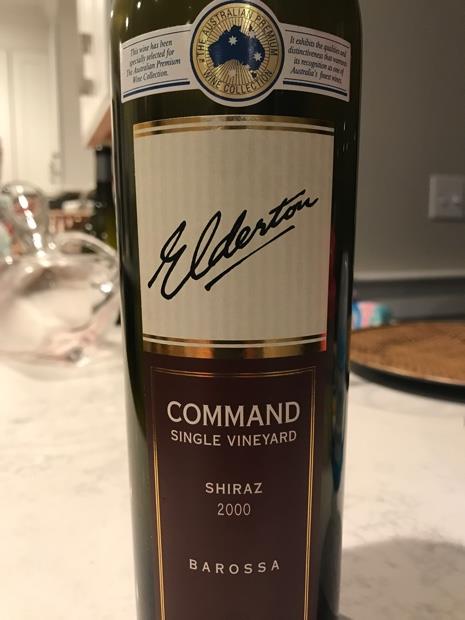 This wine has been
specially selected for
The Australian Premium
Wine Collection.
THE AUSTRALIAN PREMIUM
WINE COLLECTION
It exhibits the qualities and
distinctiveness that warrants
its recognition as one of
Australia's finest wines.
Elderton
COMMAND
SINGLE VINEYARD
SHIRAZ
2000
BAROSSA